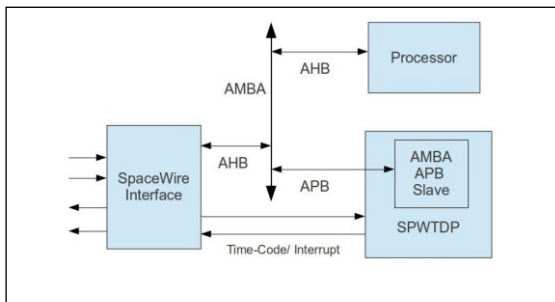 Processor
AHB
AMBA
SpaceWire
Interface
AHB
APB
AMBA
APB
Slave
SPWTDP
Time-Code/ Interrupt